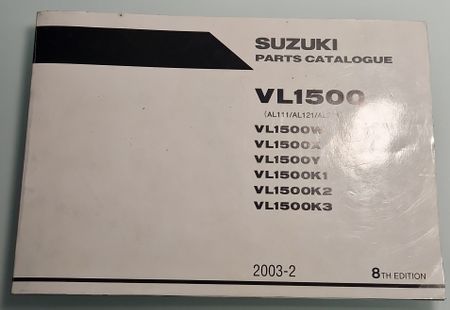 SUZUKI
PARTS CATALOGUE
VL1500
(AL111/AL121/
VL1500W
VL1500X
VL1500Y
VL1500K1
VL1500K2
VL1500K3
2003-2
8TH EDITION